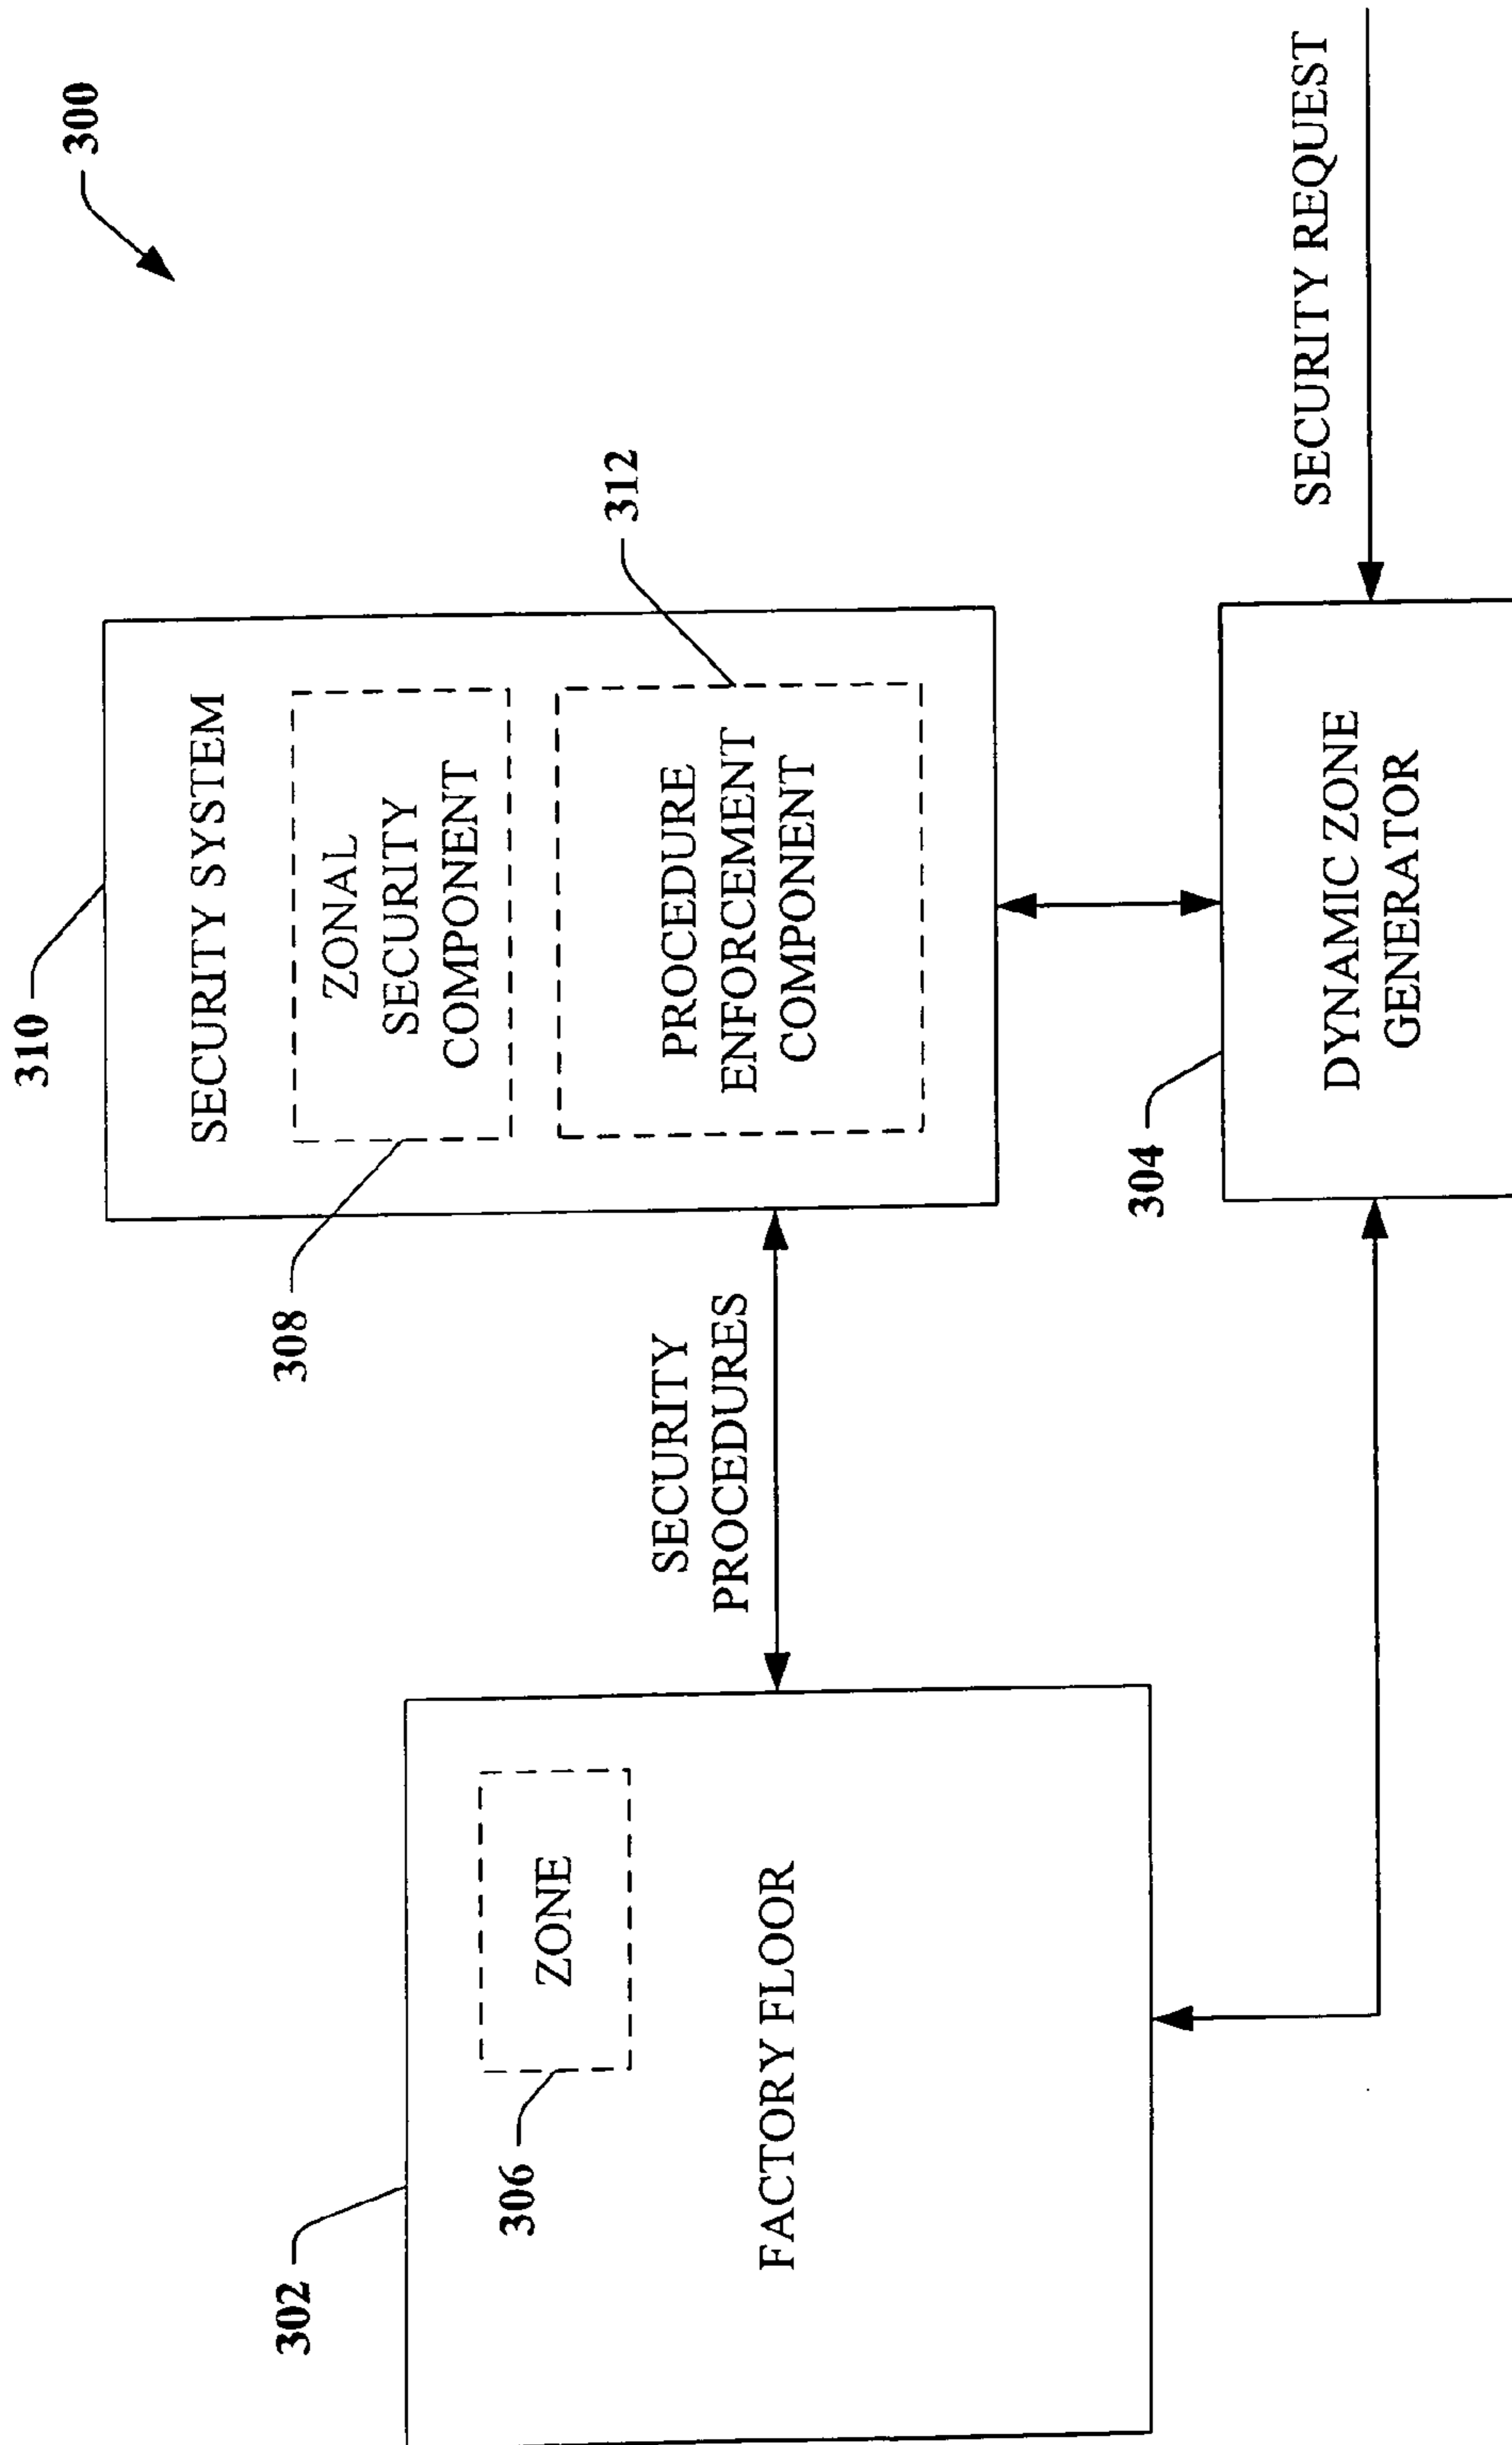 300
310
SECURITY SYSTEM
308
ZONAL
SECURITY
COMPONENT
312
PROCEDURE
ENFORCEMENT
COMPONENT
302
306
ZONE
FACTORY FLOOR
SECURITY
PROCEDURES
304
DYNAMIC ZONE
GENERATOR
SECURITY REQUEST